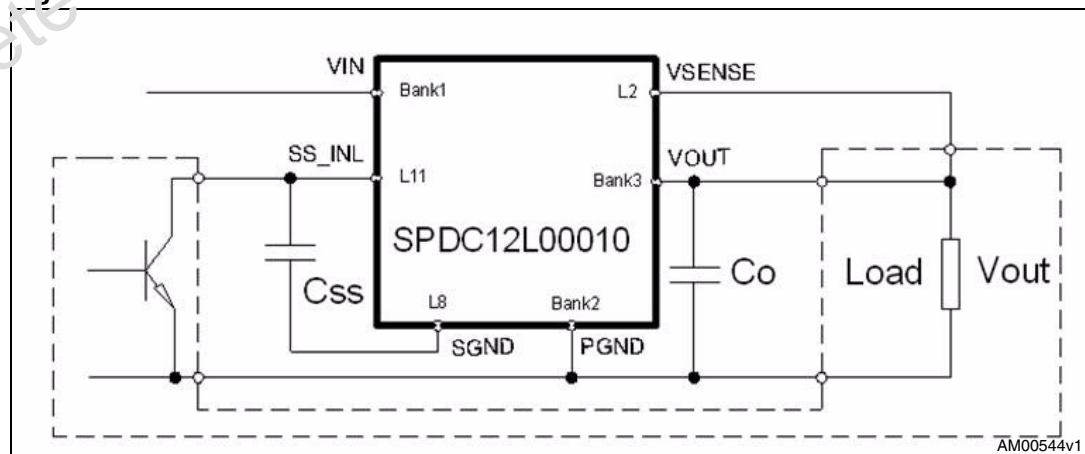 VIN
VSENSE
Bank1
L2
SS_INL
VOUT
L11
Bank3
SPDC12L00010
Css
Co
Load
Vout
L8
Bank2
SGND
PGND
AM00544v1